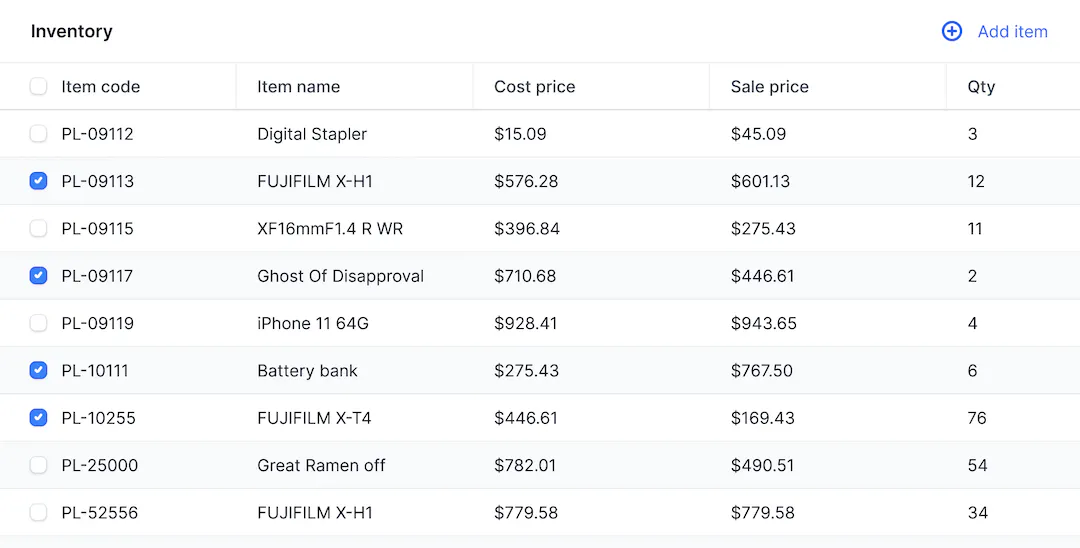 Inventory Add item
Item code Item name Cost price Sale price Qty
PL-09112 Digital Stapler $15.09 $45.09 3
PL-09113 FUJIFILM X-H1 $576.28 $601.13 12
PL-09115 XF16mmF1.4 R WR $396.84 $275.43 11
PL-09117 Ghost Of Disapproval $710.68 $446.61 2
PL-09119 iPhone 11 64G $928.41 $943.65 4
PL-10111 Battery bank $275.43 $767.50 6
PL-10255 FUJIFILM X-T4 $446.61 $169.43 76
PL-25000 Great Ramen off $782.01 $490.51 54
PL-52556 FUJIFILM X-H1 $779.58 $779.58 34